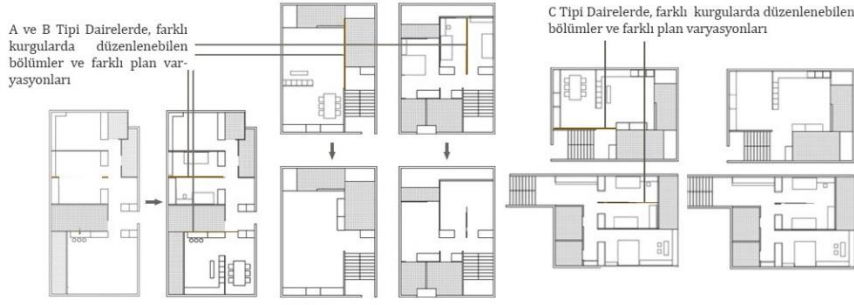 A ve B Tipi Dairelerde, farklı
kurgularda düzenlenebilen
bölümler ve farklı plan var-
yasyonları
C Tipi Dairelerde, farklı kurgularda düzenlenebilen
bölümler ve farklı plan varyasyonları